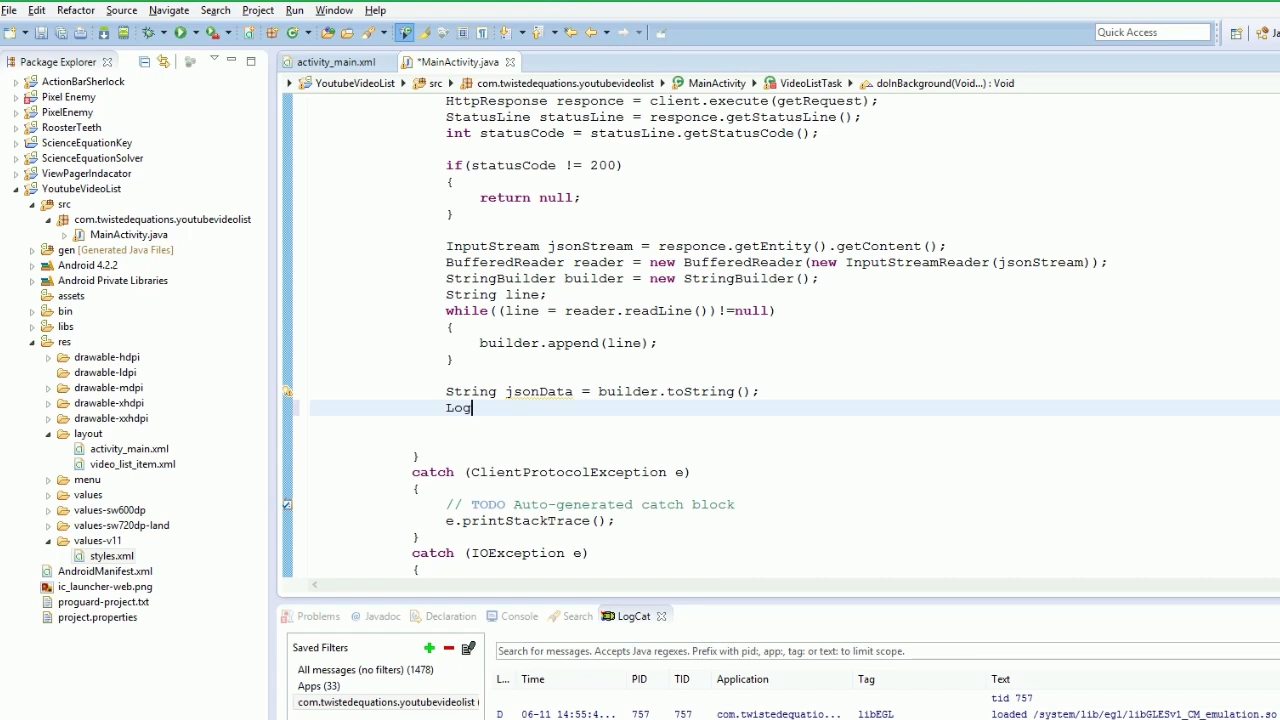 File Edit Refactor Source Navigate Search Project Run Window Help
Quick Access
Package Explorer
activity_main.xml
*MainActivity.java
YoutubeVideoList src com.twistedequations.youtubevideolist MainActivity VideoListTask doInBackground(Void...) : Void
ActionBarSherlock
Pixel Enemy
PixelEnemy
RoosterTeeth
ScienceEquationKey
ScienceEquationSolver
ViewPagerIndacator
YoutubeVideoList
src
com.twistedequations.youtubevideolist
MainActivity.java
gen [Generated Java Files]
Android 4.2.2
Android Private Libraries
assets
bin
libs
res
drawable-hdpi
drawable-ldpi
drawable-mdpi
drawable-xhdpi
drawable-xxhdpi
layout
activity_main.xml
video_list_item.xml
menu
values
values-sw600dp
values-sw720dp-land
values-v11
styles.xml
AndroidManifest.xml
ic_launcher-web.png
proguard-project.txt
project.properties
HttpResponse responce = client.execute(getRequest);
StatusLine statusLine = responce.getStatusLine();
int statusCode = statusLine.getStatusCode();
if(statusCode != 200)
{
return null;
}
InputStream jsonStream = responce.getEntity().getContent();
BufferedReader reader = new BufferedReader(new InputStreamReader(jsonStream));
StringBuilder builder = new StringBuilder();
String line;
while((line = reader.readLine())!=null)
{
builder.append(line);
}
String jsonData = builder.toString();
Log
}
catch (ClientProtocolException e)
{
// TODO Auto-generated catch block
e.printStackTrace();
}
catch (IOException e)
{
Problems @ Javadoc Declaration Console Search LogCat
Saved Filters
All messages (no filters) (1478)
Apps (33)
com.twistedequations.youtubevideolist (
Search for messages. Accepts Java regexes. Prefix with pid:, app:, tag: or text: to limit scope.
L... Time PID TID Application Tag Text
tid 757
D 06-11 14:55:4... 757 757 com.twistedequatio... libEGL loaded /system/lib/egl/libGLESv1_CM_emulation.so